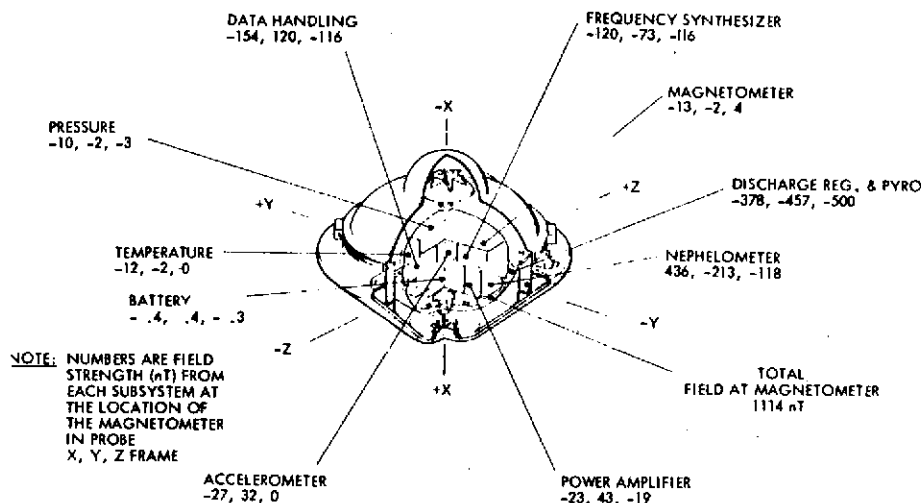 DATA HANDLING
-154, 120, -116
FREQUENCY SYNTHESIZER
-120, -73, -116
MAGNETOMETER
-13, -2, 4
-X
PRESSURE
-10, -2, -3
+Z
DISCHARGE REG. & PYRO
-378, -457, -500
+Y
TEMPERATURE
-12, -2, 0
NEPHELOMETER
436, -213, -118
BATTERY
- .4, .4, - .3
-Y
-Z
NOTE: NUMBERS ARE FIELD
STRENGTH (nT) FROM
EACH SUBSYSTEM AT
THE LOCATION OF
THE MAGNETOMETER
IN PROBE
X, Y, Z FRAME
+X
TOTAL
FIELD AT MAGNETOMETER
1114 nT
ACCELEROMETER
-27, 32, 0
POWER AMPLIFIER
-23, 43, -19